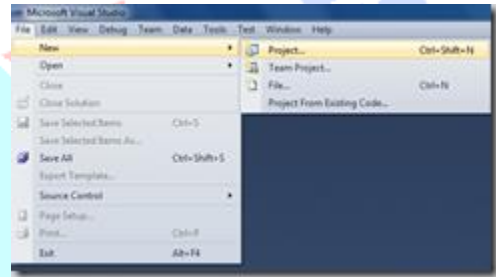 Microsoft Visual Studio
File Edit View Debug Team Data Tools Test Window Help
New
Open
Close
Close Solution
Save Selected Items Ctrl+S
Save Selected Items As...
Save All Ctrl+Shift+S
Export Template...
Source Control
Page Setup...
Print... Ctrl+P
Exit Alt+F4
Project... Ctrl+Shift+N
Team Project...
File... Ctrl+N
Project From Existing Code...